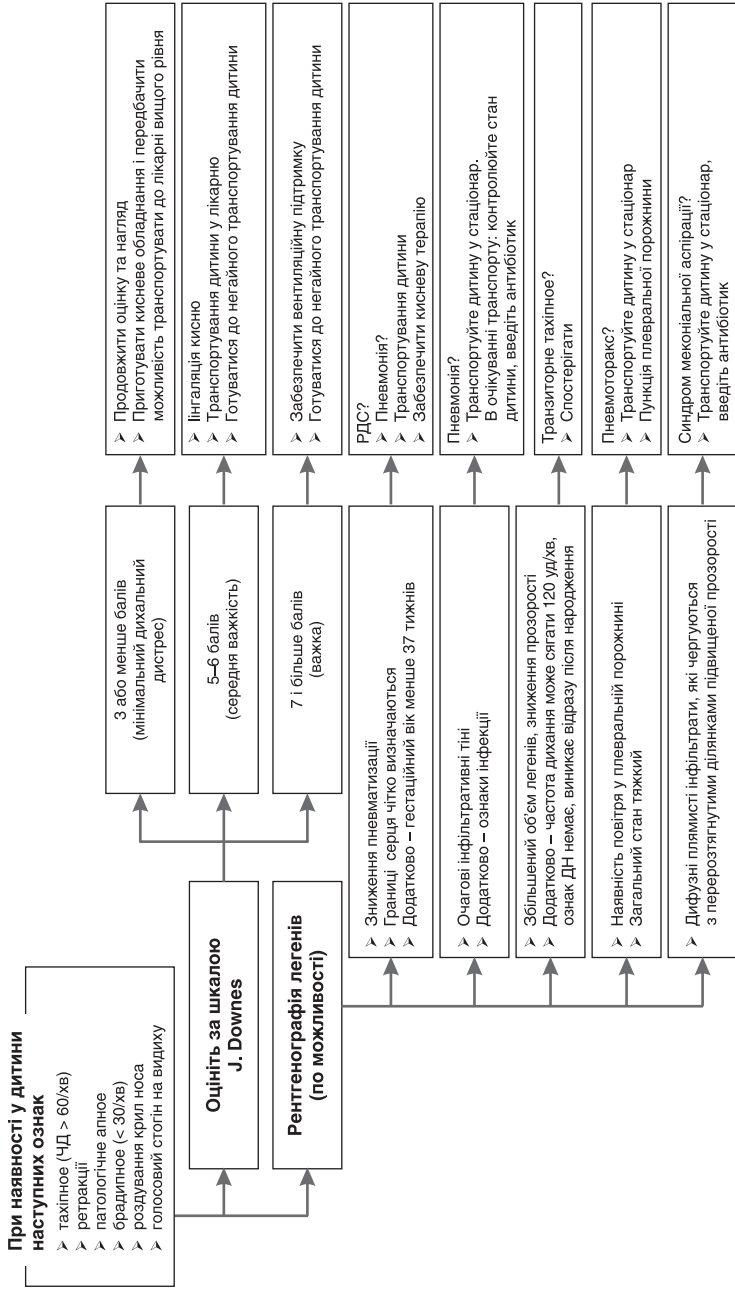 При наявності у дитини
наступних ознак
➢ тахіпное (ЧД > 60/хв)
➢ ретракції
➢ патологічне апное
➢ брадипное (< 30/хв)
➢ роздування крил носа
➢ голосовий стогін на видиху
Оцініть за шкалою
J. Downes
3 або менше балів
(мінімальний дихальний
дистрес)
➢ Продовжити оцінку та нагляд
➢ Приготувати кисневе обладнання і передбачити
можливість транспортувати до лікарні вищого рівня
5–6 балів
(середня важкість)
➢ Іінгаляція кисню
➢ Транспортування дитини у лікарню
➢ Готуватися до негайного транспортування дитини
7 і більше балів
(важка)
➢ Забезпечити вентиляційну підтримку
➢ Готуватися до негайного транспортування дитини
Рентгенографія легенів
(по можливості)
➢ Зниження пневматизації
➢ Границі серця чітко визначаються
➢ Додатково – гестаційний вік менше 37 тижнів
РДС?
➢ Пневмонія?
➢ Транспортування дитини
➢ Забезпечити кисневу терапію
➢ Очагові інфільтративні тіні
➢ Додатково – ознаки інфекції
Пневмонія?
➢ Транспортуйте дитину у стаціонар.
В очікуванні транспорту: контролюйте стан
дитини, введіть антибіотик
➢ Збільшений об’єм легенів, зниження прозорості
➢ Додатково – частота дихання може сягати 120 уд/хв,
ознак ДН немає, виникає відразу після народження
Транзиторне тахіпное?
➢ Спостерігати
➢ Наявність повітря у плевральній порожнині
➢ Загальний стан тяжкий
Пневмоторакс?
➢ Транспортуйте дитину у стаціонар
➢ Пункція плевральної порожнини
➢ Дифузні плямисті інфільтрати, які чергуються
з перерозтягнутими ділянками підвищеної прозорості
Синдром меконіальної аспірації?
➢ Транспортуйте дитину у стаціонар,
введіть антибіотик